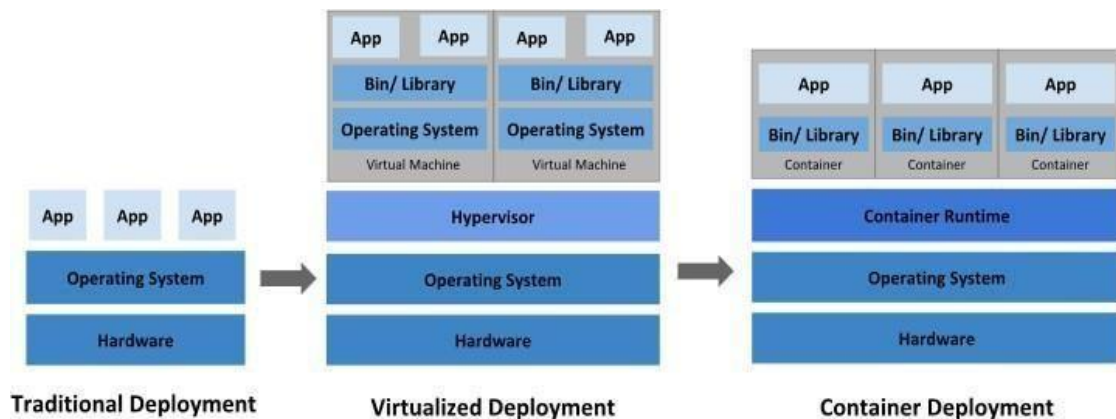 App App App
Operating System
Hardware
Traditional Deployment
App App App App
Bin/ Library Bin/ Library
Operating System Operating System
Virtual Machine Virtual Machine
Hypervisor
Operating System
Hardware
Virtualized Deployment
App App App
Bin/ Library Bin/ Library Bin/ Library
Container Container Container
Container Runtime
Operating System
Hardware
Container Deployment